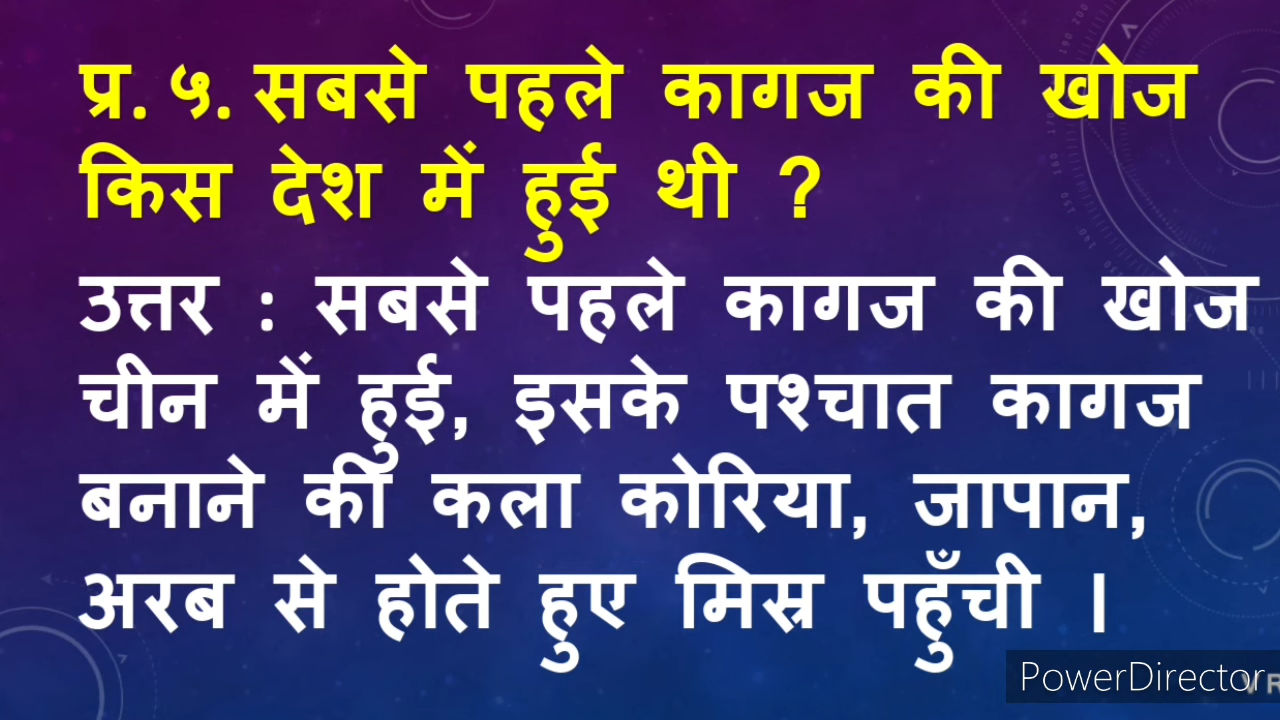 प्र. ५. सबसे पहले कागज की खोज
किस देश में हुई थी ?
उत्तर : सबसे पहले कागज की खोज
चीन में हुई, इसके पश्चात कागज
बनाने की कला कोरिया, जापान,
अरब से होते हुए मिस्र पहुँची ।
PowerDirector